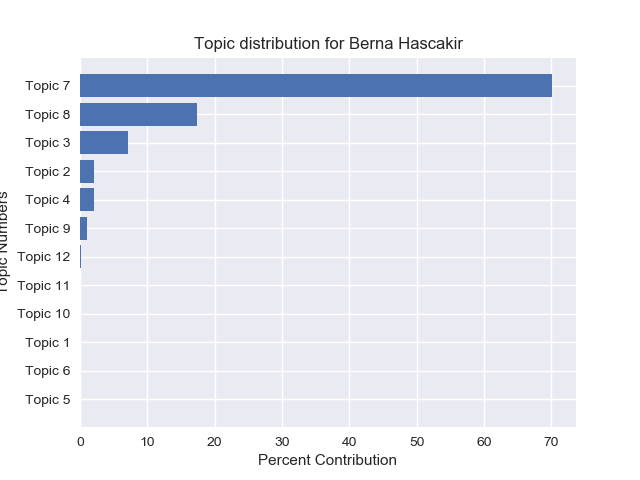 Topic distribution for Berna Hascakir
Topic 7
Topic 8
Topic 3
Topic 2
Topic 4
Topic 9
Topic 12
Topic 11
Topic 10
Topic 1
Topic 6
Topic 5
Topic Numbers
0 10 20 30 40 50 60 70
Percent Contribution